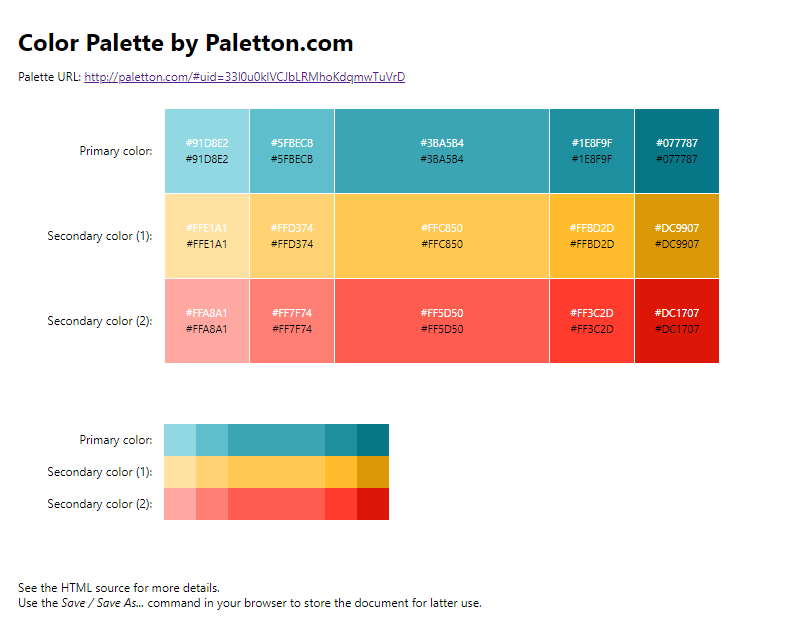 Color Palette by Paletton.com
Palette URL: http://paletton.com/#uid=33I0u0klVCJbLRMhoKdqmwTuVrD
Primary color:
#91D8E2 #5FBECB #3BA5B4 #1E8F9F #077787
#91D8E2 #5FBECB #3BA5B4 #1E8F9F #077787
Secondary color (1):
#FFE1A1 #FFD374 #FFC850 #FFBD2D #DC9907
#FFE1A1 #FFD374 #FFC850 #FFBD2D #DC9907
Secondary color (2):
#FFA8A1 #FF7F74 #FF5D50 #FF3C2D #DC1707
#FFA8A1 #FF7F74 #FF5D50 #FF3C2D #DC1707
Primary color:
Secondary color (1):
Secondary color (2):
See the HTML source for more details.
Use the Save / Save As... command in your browser to store the document for latter use.